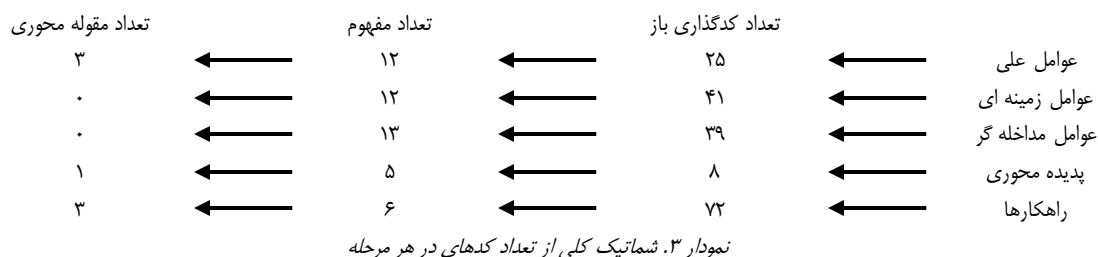 تعداد کدگذاری باز تعداد مفهوم تعداد مقوله محوری
عوامل علی ۲۵ ۱۲ ۳
عوامل زمینه ای ۴۱ ۱۲ ۰
عوامل مداخله گر ۳۹ ۱۳ ۰
پدیده محوری ۸ ۵ ۱
راهکارها ۷۲ ۶ ۳
نمودار ۳. شماتیک کلی از تعداد کدهای در هر مرحله